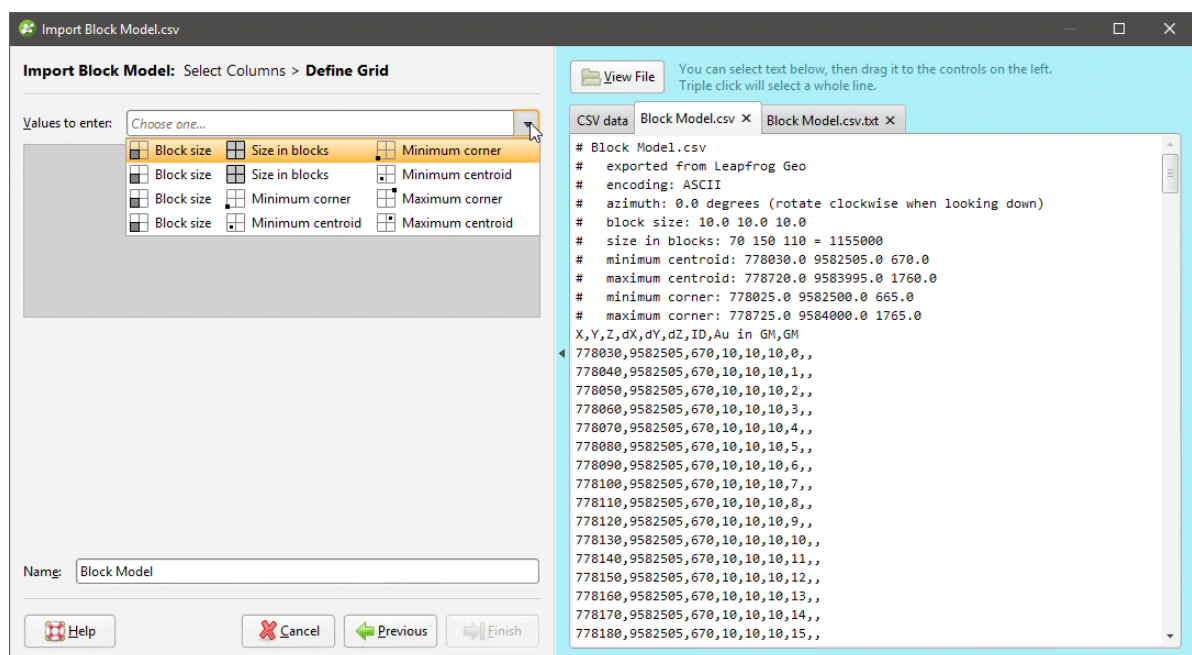 Import Block Model.csv
Import Block Model: Select Columns > Define Grid
Values to enter: Choose one...
Block size Size in blocks Minimum corner
Block size Size in blocks Minimum centroid
Block size Minimum corner Maximum corner
Block size Minimum centroid Maximum centroid
Name: Block Model
Help Cancel Previous Finish
View File
You can select text below, then drag it to the controls on the left.
Triple click will select a whole line.
CSV data Block Model.csv Block Model.csv.txt
# Block Model.csv
# exported from Leapfrog Geo
# encoding: ASCII
# azimuth: 0.0 degrees (rotate clockwise when looking down)
# block size: 10.0 10.0 10.0
# size in blocks: 70 150 110 = 1155000
# minimum centroid: 778030.0 9582505.0 670.0
# maximum centroid: 778720.0 9583995.0 1760.0
# minimum corner: 778025.0 9582500.0 665.0
# maximum corner: 778725.0 9584000.0 1765.0
X,Y,Z,dX,dY,dZ,ID,Au in GM,GM
778030,9582505,670,10,10,10,0,,
778040,9582505,670,10,10,10,1,,
778050,9582505,670,10,10,10,2,,
778060,9582505,670,10,10,10,3,,
778070,9582505,670,10,10,10,4,,
778080,9582505,670,10,10,10,5,,
778090,9582505,670,10,10,10,6,,
778100,9582505,670,10,10,10,7,,
778110,9582505,670,10,10,10,8,,
778120,9582505,670,10,10,10,9,,
778130,9582505,670,10,10,10,10,,
778140,9582505,670,10,10,10,11,,
778150,9582505,670,10,10,10,12,,
778160,9582505,670,10,10,10,13,,
778170,9582505,670,10,10,10,14,,
778180,9582505,670,10,10,10,15,,